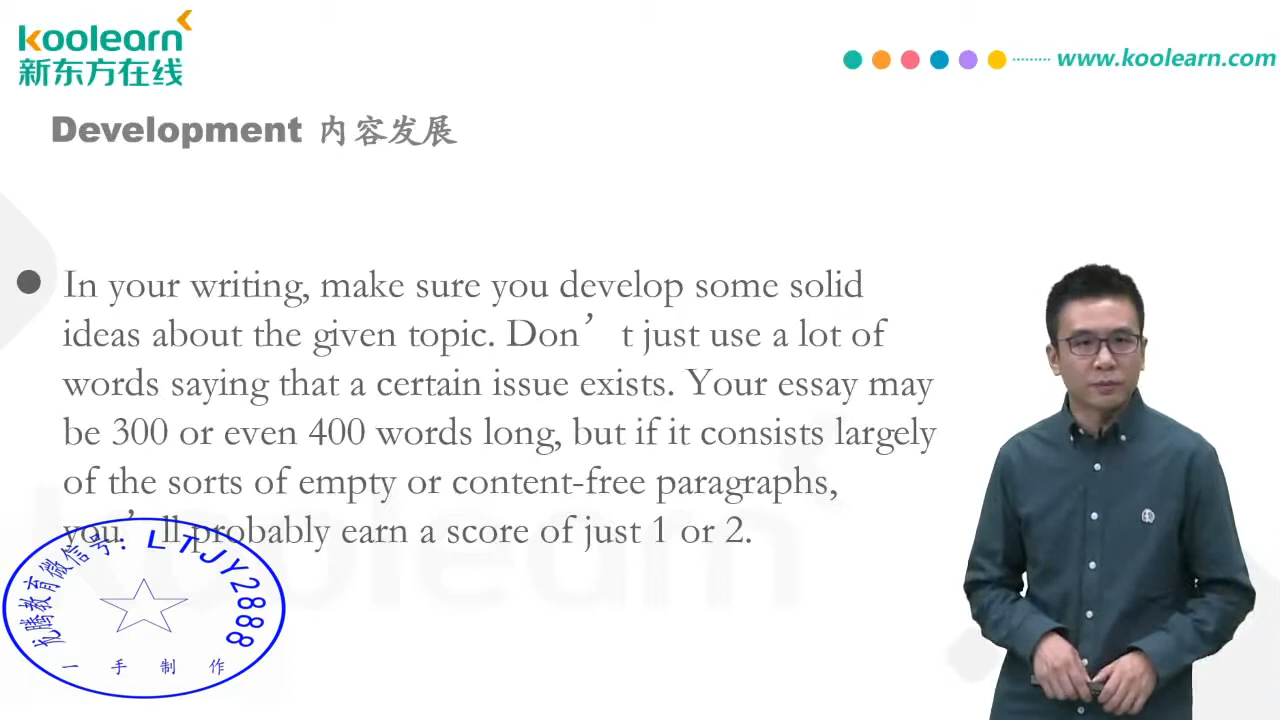 koolearn
新东方在线
www.koolearn.com
Development 内容发展
In your writing, make sure you develop some solid
ideas about the given topic. Don’t just use a lot of
words saying that a certain issue exists. Your essay may
be 300 or even 400 words long, but if it consists largely
of the sorts of empty or content-free paragraphs,
you’ll probably earn a score of just 1 or 2.
龙腾教育微信号: LTJY2888
一手制作
koolearn